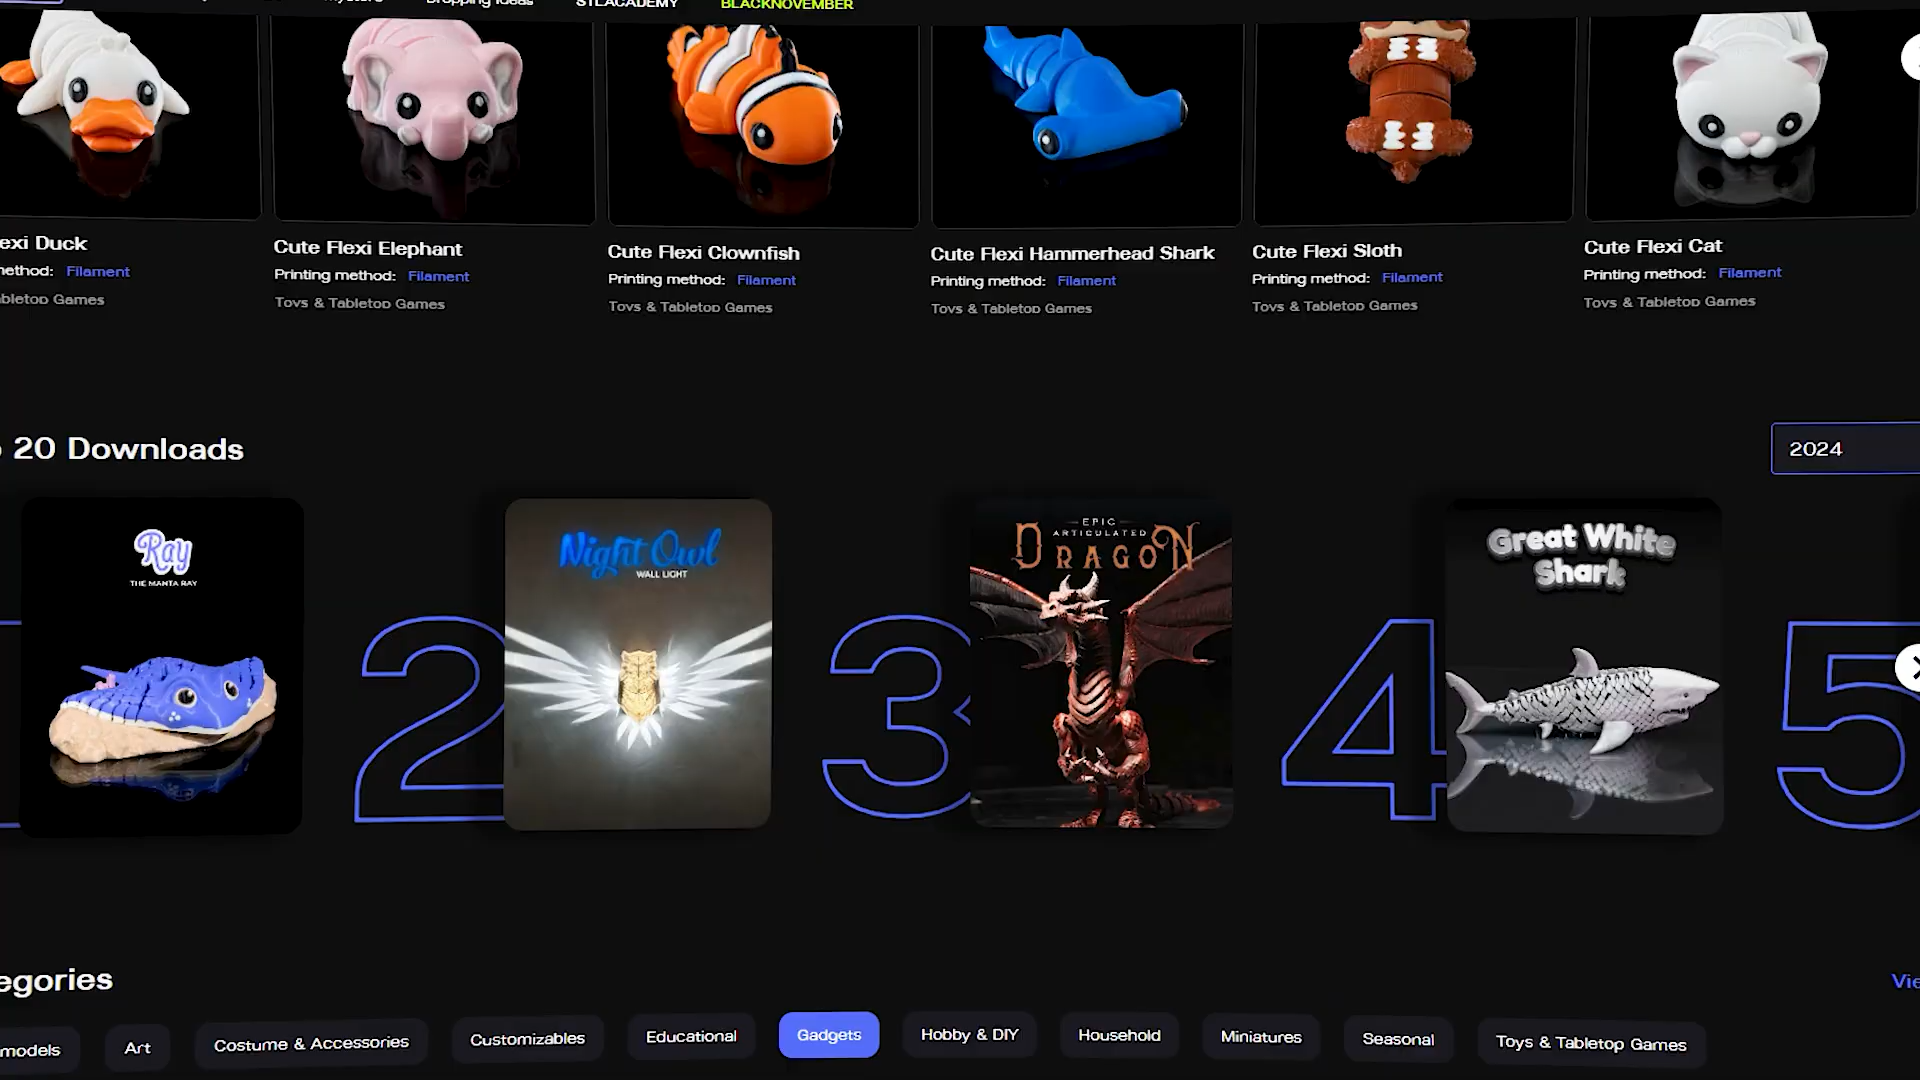 STLACADEMY
BLACKNOVEMBER
exi Duck
Cute Flexi Elephant
Cute Flexi Clownfish
Cute Flexi Hammerhead Shark
Cute Flexi Sloth
Cute Flexi Cat
ethod: Filament
Printing method: Filament
Printing method: Filament
Printing method: Filament
Printing method: Filament
Printing method: Filament
bletop Games
Toys & Tabletop Games
Toys & Tabletop Games
Toys & Tabletop Games
Toys & Tabletop Games
Toys & Tabletop Games
20 Downloads
2024
Ray
THE MANTA RAY
2
Night Owl
WALL LIGHT
3
EPIC
ARTICULATED
DRAGON
4
Great White
Shark
5
egories
Vie
models
Art
Costume & Accessories
Customizables
Educational
Gadgets
Hobby & DIY
Household
Miniatures
Seasonal
Toys & Tabletop Games